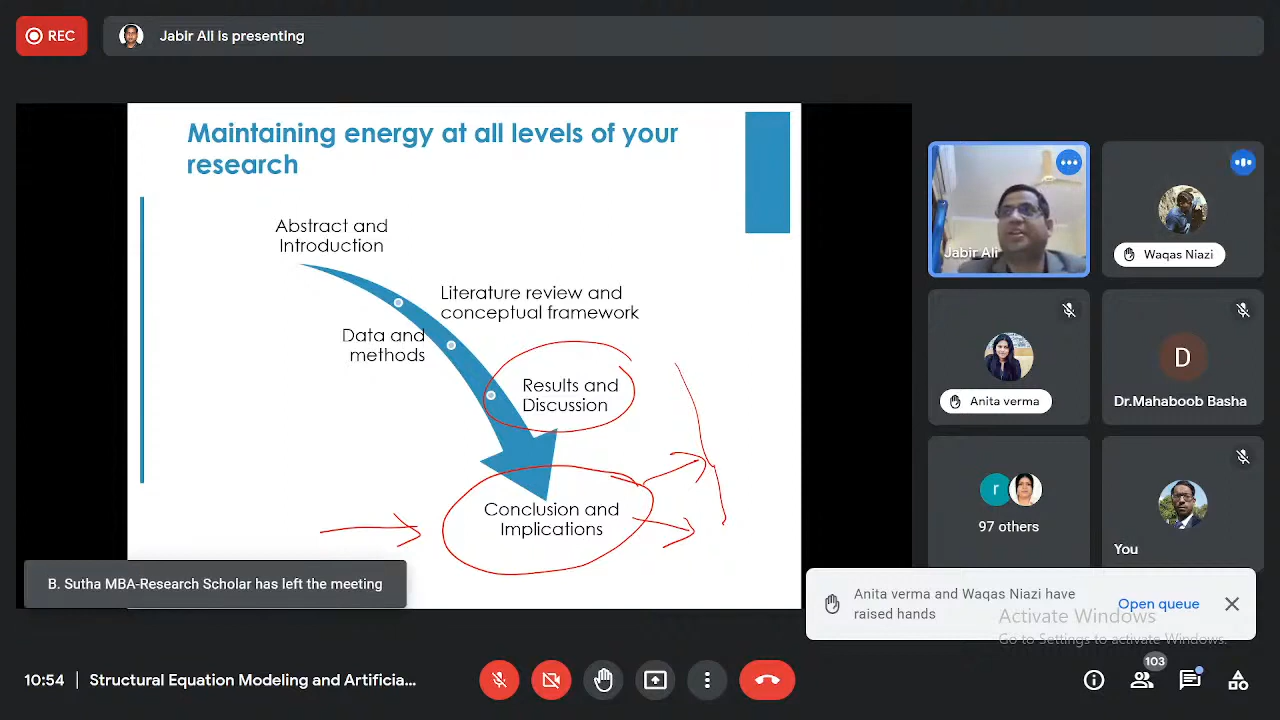 REC
Jabir Ali is presenting
Maintaining energy at all levels of your
research
Abstract and
Introduction
Literature review and
conceptual framework
Data and
methods
Results and
Discussion
Conclusion and
Implications
Jabir Ali
Waqas Niazi
Anita verma
D
Dr.Mahaboob Basha
r
97 others
You
B. Sutha MBA-Research Scholar has left the meeting
Anita verma and Waqas Niazi have
raised hands
Open queue
Activate Windows
Go to Settings to activate Windows.
10:54
Structural Equation Modeling and Artificia...
103